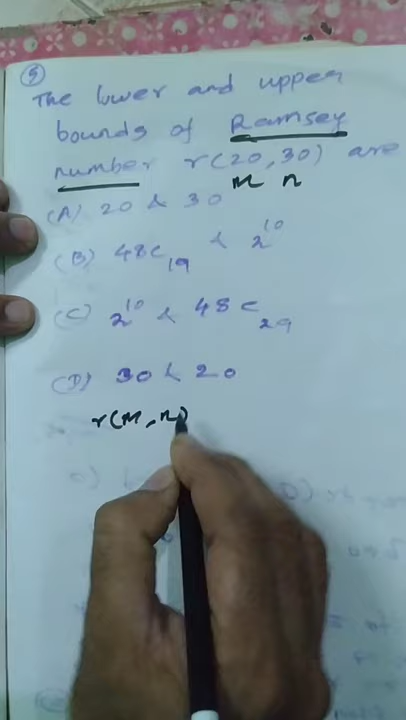 5
The lower and upper
bounds of Ramsey
number r(20,30) are
m n
(A) 20 & 30
(B) 48C19 & 2^10
(C) 2^10 & 48C29
(D) 30 & 20
r(m,n)